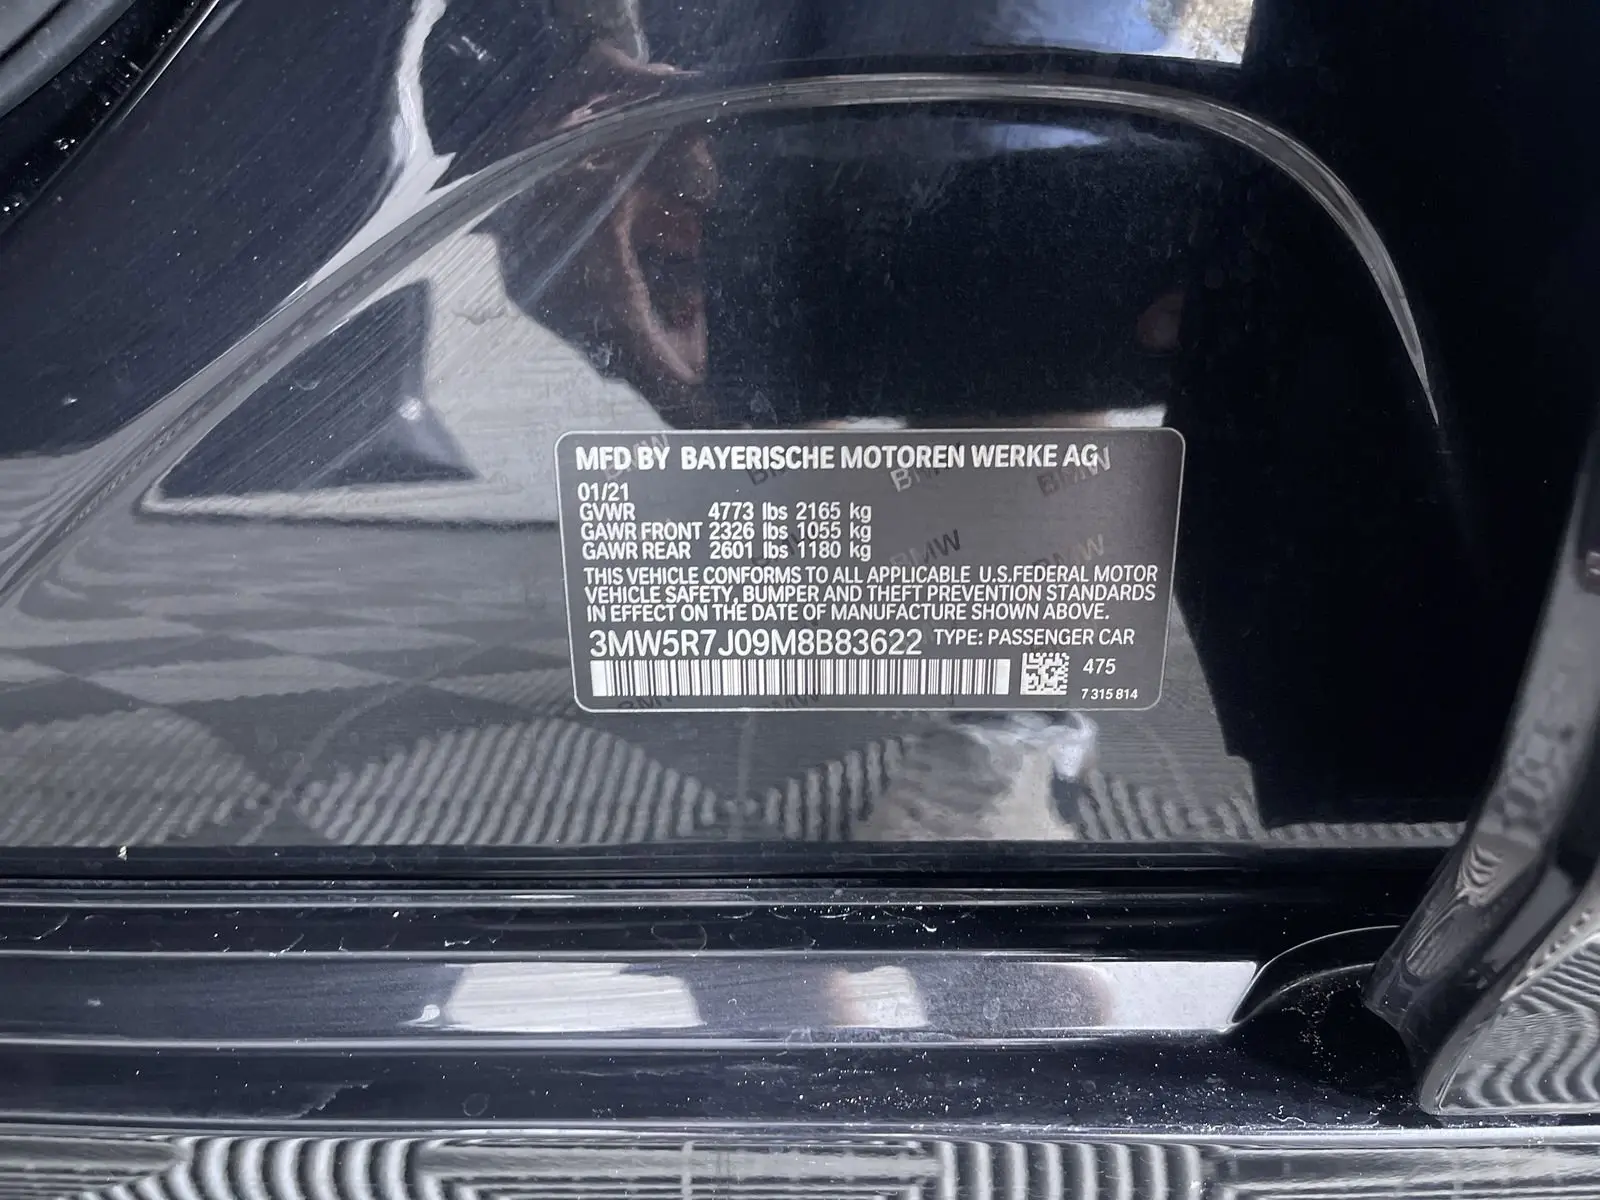 MFD BY BAYERISCHE MOTOREN WERKE AG
01/21
GVWR 4773 lbs 2165 kg
GAWR FRONT 2326 lbs 1055 kg
GAWR REAR 2601 lbs 1180 kg
THIS VEHICLE CONFORMS TO ALL APPLICABLE U.S.FEDERAL MOTOR
VEHICLE SAFETY, BUMPER AND THEFT PREVENTION STANDARDS
IN EFFECT ON THE DATE OF MANUFACTURE SHOWN ABOVE.
3MW5R7J09M8B83622 TYPE: PASSENGER CAR
475
7 315 814